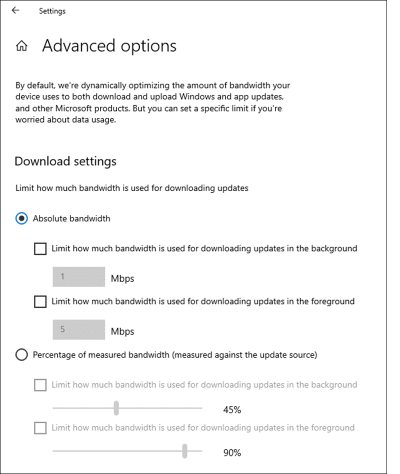 Settings
Advanced options
By default, we're dynamically optimizing the amount of bandwidth your
device uses to both download and upload Windows and app updates,
and other Microsoft products. But you can set a specific limit if you're
worried about data usage.
Download settings
Limit how much bandwidth is used for downloading updates
Absolute bandwidth
Limit how much bandwidth is used for downloading updates in the background
1 Mbps
Limit how much bandwidth is used for downloading updates in the foreground
5 Mbps
Percentage of measured bandwidth (measured against the update source)
Limit how much bandwidth is used for downloading updates in the background
45%
Limit how much bandwidth is used for downloading updates in the foreground
90%